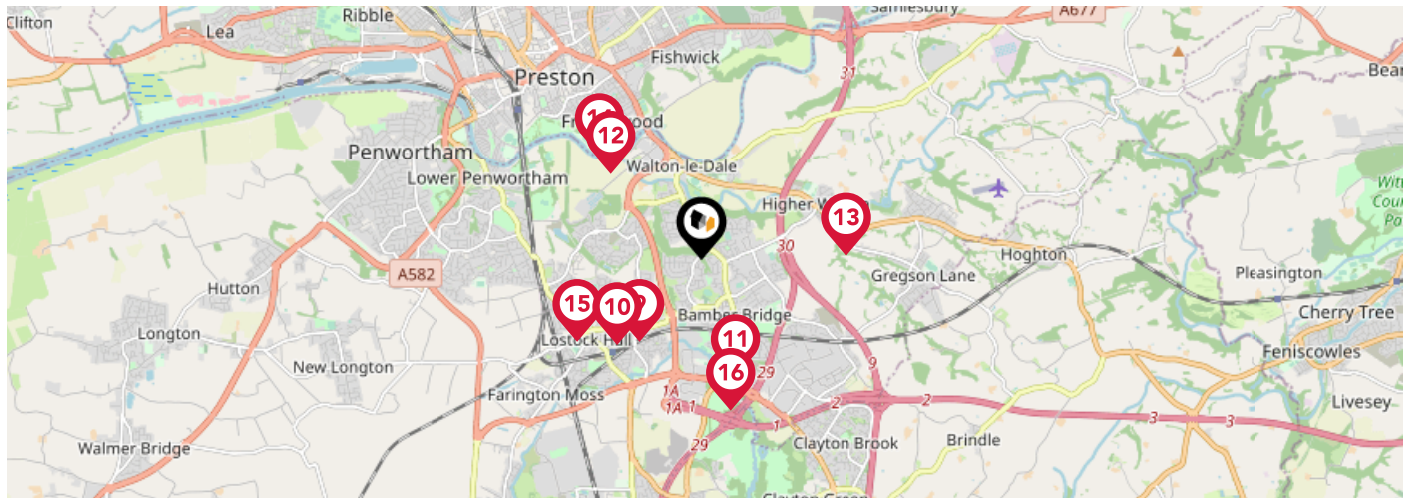 Clifton
Ribble
Lea
Samlesbury
A677
Fishwick
31
Preston
12
Penwortham
Walton-le-Dale
Lower Penwortham
Higher
13
30
A582
Hoghton
Gregson Lane
Pleasington
Hutton
15
10
9
Bamber Bridge
Cherry Tree
Longton
Lostock Hall
11
Feniscowles
New Longton
16
29
9
Farington Moss
1A
1A
1
2
2
3
3
Livesey
1
29
Clayton Brook
Brindle
Walmer Bridge
Clayton Green